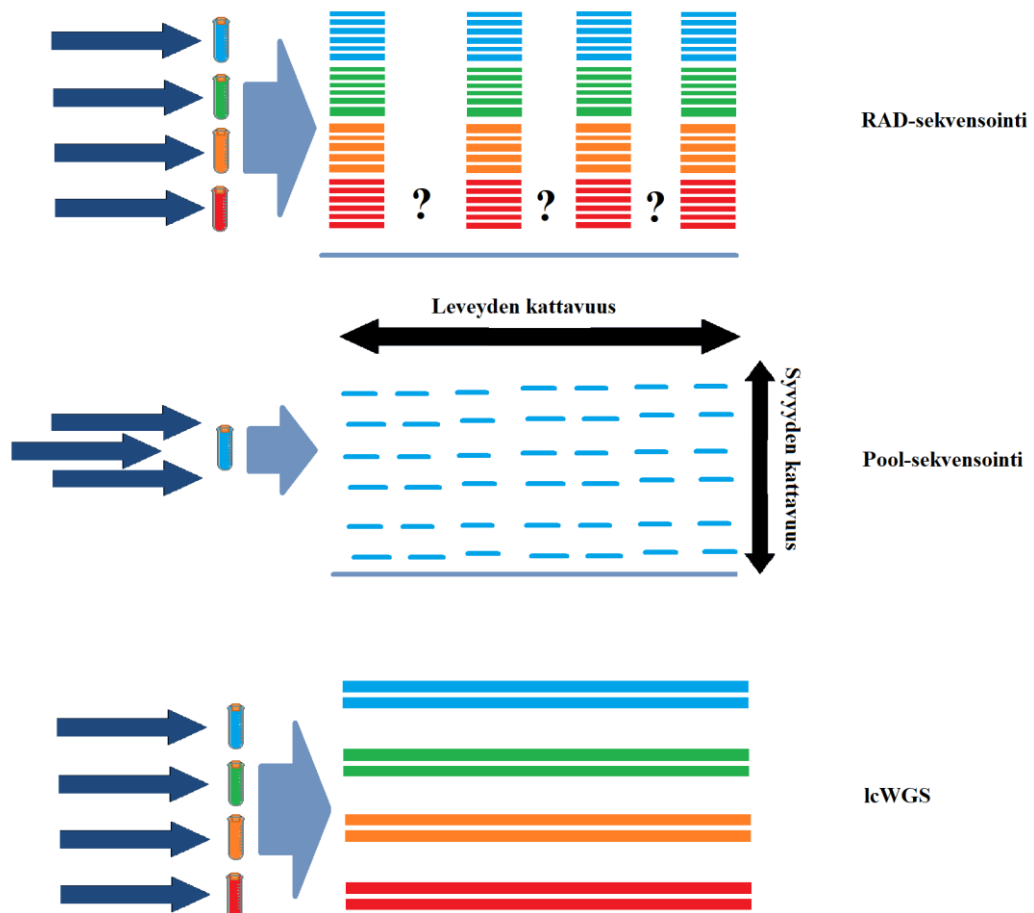 RAD-sekvensointi
? ? ?
Leveyden kattavuus
Syvyyden kattavuus
Pool-sekvensointi
lcWGS